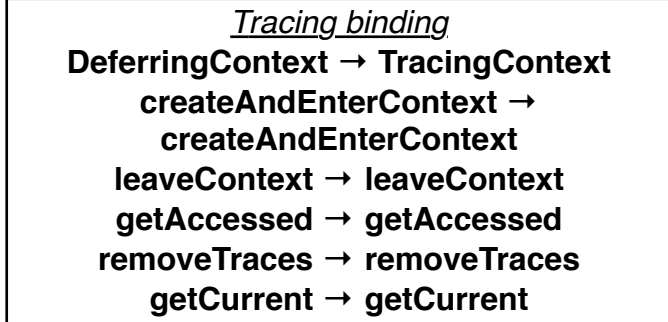 Tracing binding
DeferringContext → TracingContext
createAndEnterContext →
createAndEnterContext
leaveContext → leaveContext
getAccessed → getAccessed
removeTraces → removeTraces
getCurrent → getCurrent